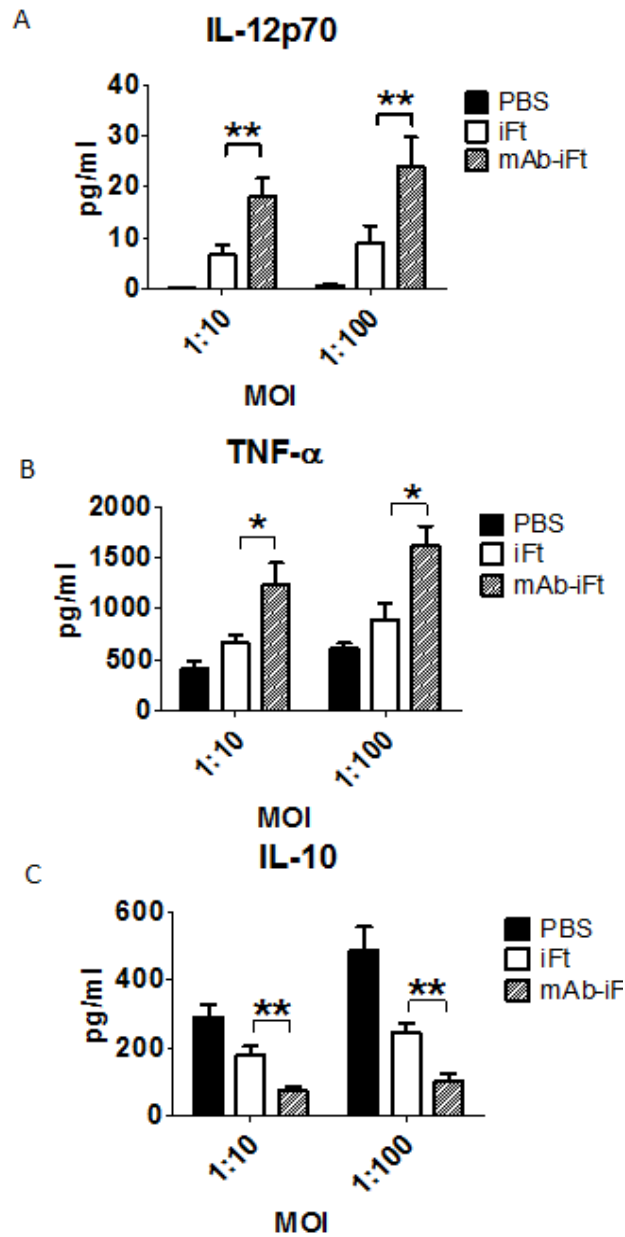 A
IL-12p70
40
30
20
10
0
pg/ml
**
**
PBS
iFt
mAb-iFt
1:10
1:100
MOI
B
TNF-α
2000
1500
1000
500
0
pg/ml
*
*
PBS
iFt
mAb-iFt
1:10
1:100
MOI
C
IL-10
600
400
200
0
pg/ml
**
**
PBS
iFt
mAb-iF
1:10
1:100
MOI